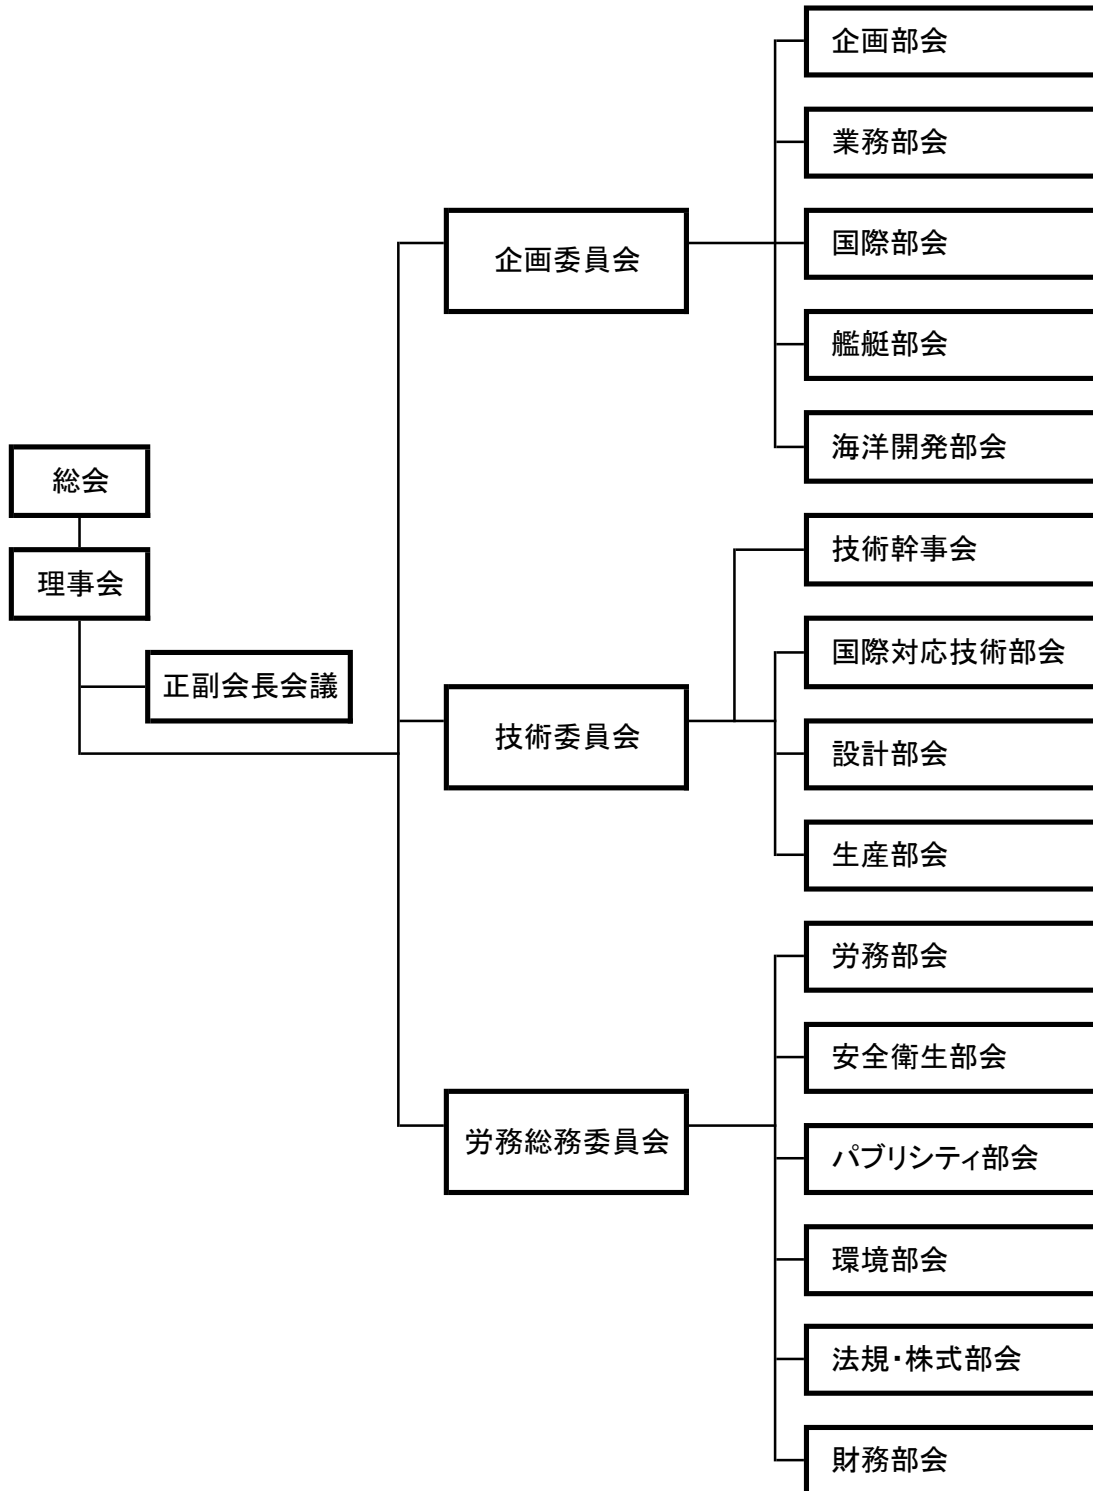 総会
理事会
正副会長会議
企画委員会
企画部会
業務部会
国際部会
艦艇部会
海洋開発部会
技術委員会
技術幹事会
国際対応技術部会
設計部会
生産部会
労務総務委員会
労務部会
安全衛生部会
パブリシティ部会
環境部会
法規・株式部会
財務部会